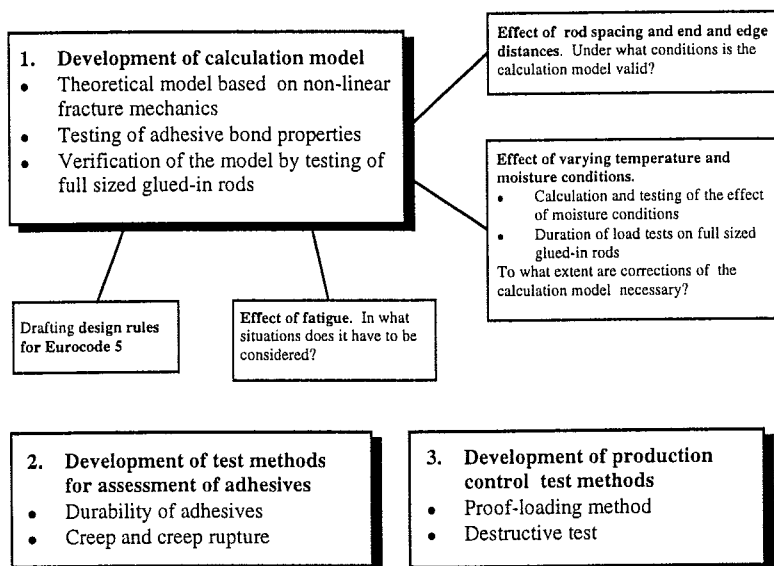 1. Development of calculation model
• Theoretical model based on non-linear
fracture mechanics
• Testing of adhesive bond properties
• Verification of the model by testing of
full sized glued-in rods
Effect of rod spacing and end and edge
distances. Under what conditions is the
calculation model valid?
Effect of varying temperature and
moisture conditions.
• Calculation and testing of the effect
of moisture conditions
• Duration of load tests on full sized
glued-in rods
To what extent are corrections of the
calculation model necessary?
Drafting design rules
for Eurocode 5
Effect of fatigue. In what
situations does it have to be
considered?
2. Development of test methods
for assessment of adhesives
• Durability of adhesives
• Creep and creep rupture
3. Development of production
control test methods
• Proof-loading method
• Destructive test